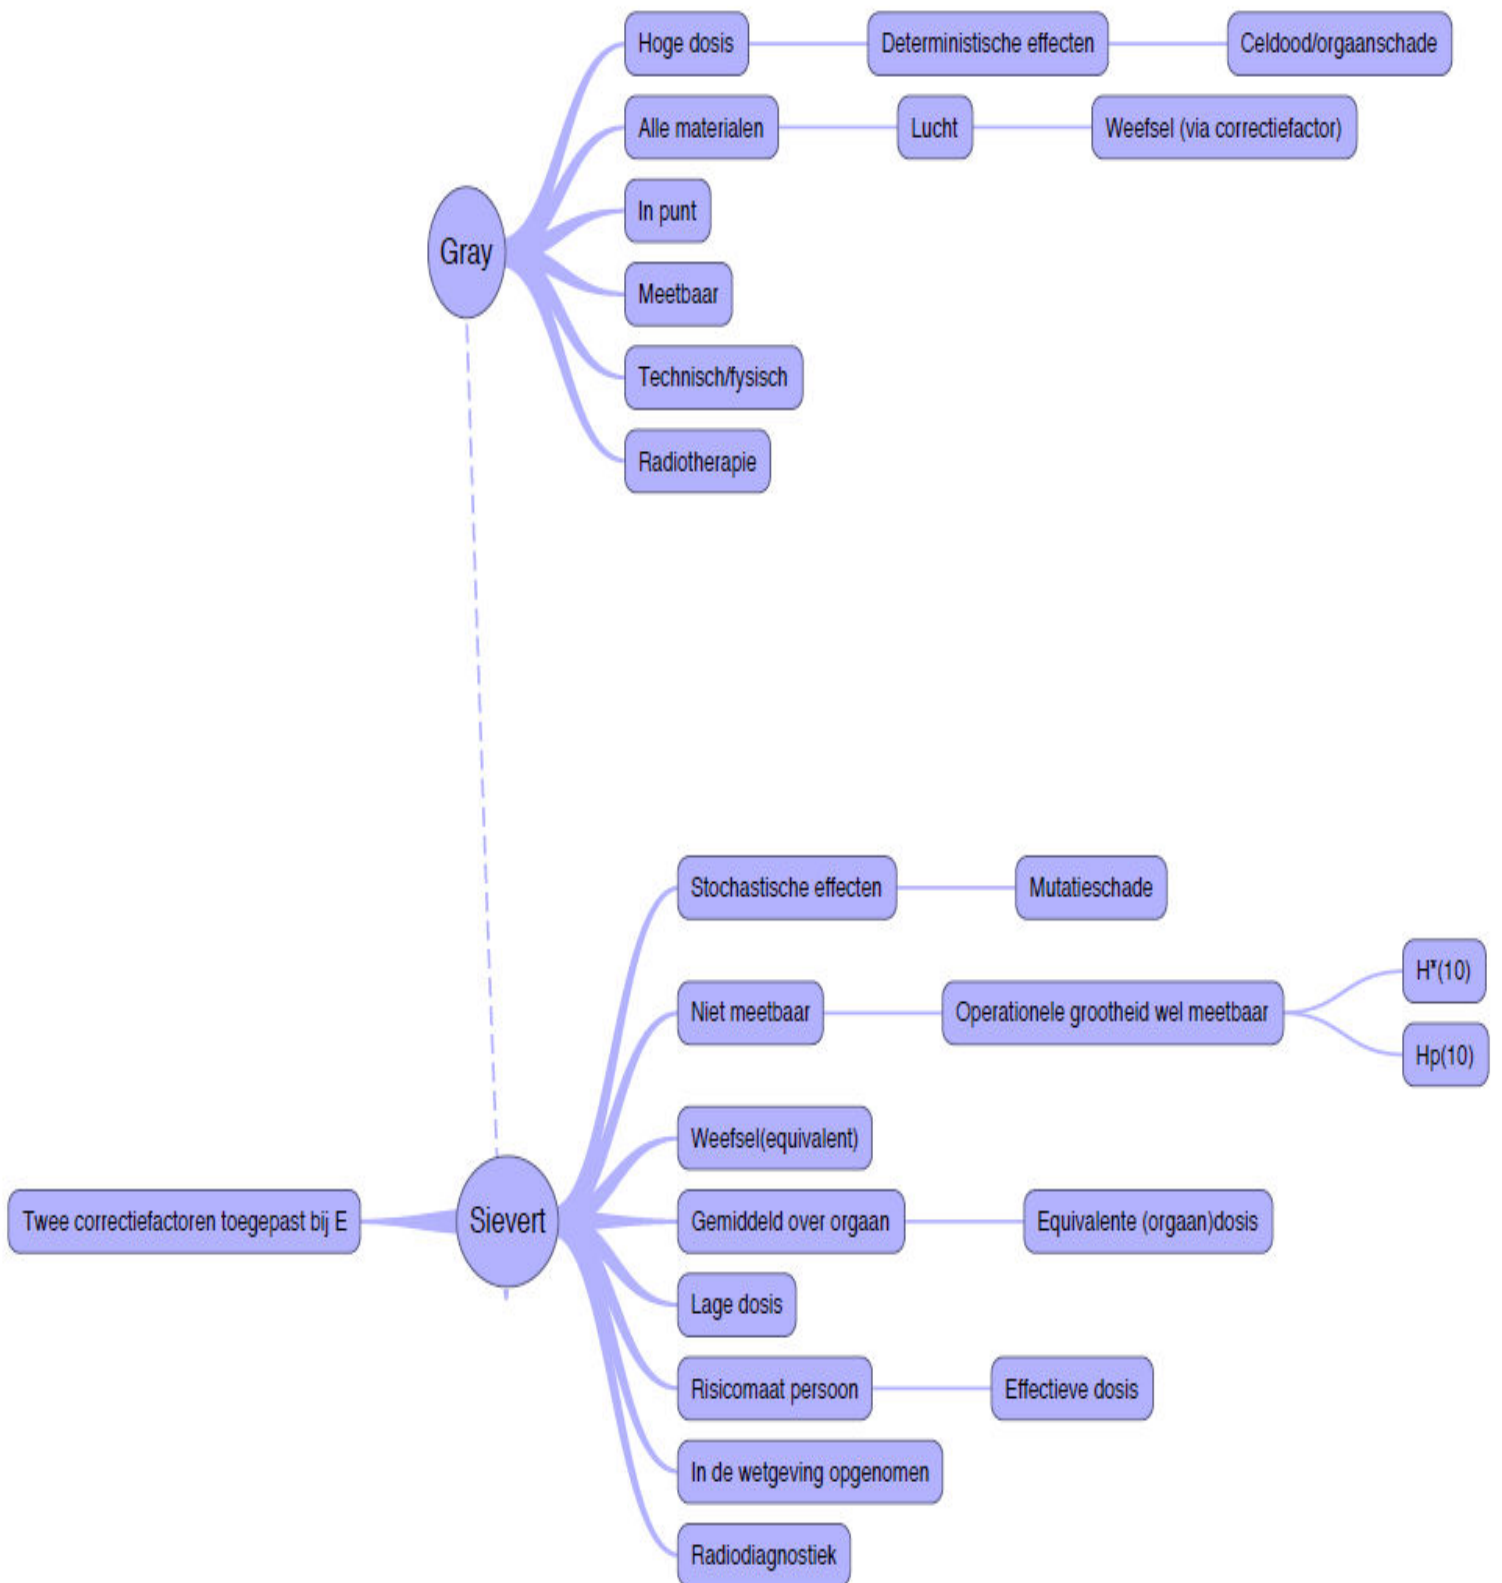 Hoge dosis
Deterministische effecten
Celdood/orgaanschade
Alle materialen
Lucht
Weefsel (via correctiefactor)
In punt
Gray
Meetbaar
Technisch/fysisch
Radiotherapie
Stochastische effecten
Mutatieschade
H*(10)
Niet meetbaar
Operationele grootheid wel meetbaar
Hp(10)
Weefsel(equivalent)
Twee correctiefactoren toegepast bij E
Sievert
Gemiddeld over orgaan
Equivalente (orgaan)dosis
Lage dosis
Risicomaat persoon
Effectieve dosis
In de wetgeving opgenomen
Radiodiagnostiek